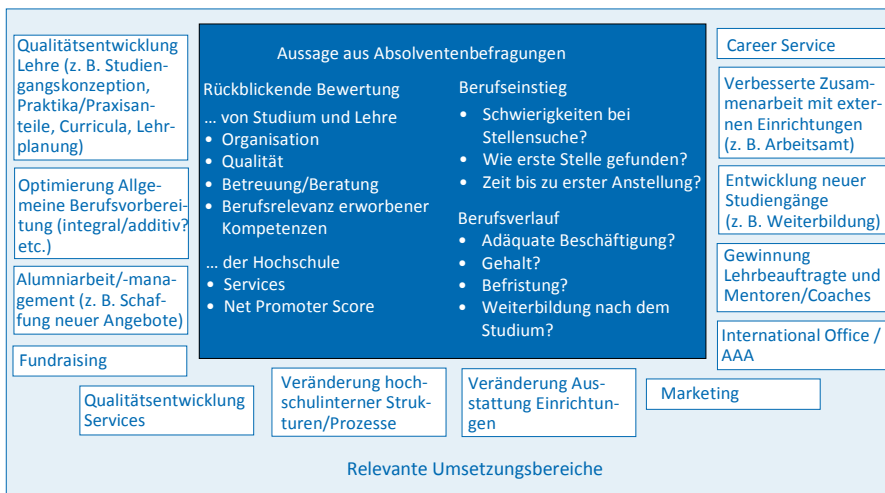 Qualitätsentwicklung
Lehre (z. B. Studien-
gangskonzeption,
Praktika/Praxisan-
teile, Curricula, Lehr-
planung)
Optimierung Allge-
meine Berufsvorberei-
tung (integral/additiv?
etc.)
Alumniarbeit/-mana-
gement (z. B. Schaf-
fung neuer Angebote)
Fundraising
Aussage aus Absolventenbefragungen
Rückblickende Bewertung
… von Studium und Lehre
• Organisation
• Qualität
• Betreuung/Beratung
• Berufsrelevanz erworbener
Kompetenzen
… der Hochschule
• Services
• Net Promoter Score
Berufseinstieg
• Schwierigkeiten bei
Stellensuche?
• Wie erste Stelle gefunden?
• Zeit bis zu erster Anstellung?
Berufsverlauf
• Adäquate Beschäftigung?
• Gehalt?
• Befristung?
• Weiterbildung nach dem
Studium?
Career Service
Verbesserte Zusam-
menarbeit mit exter-
nen Einrichtungen
(z. B. Arbeitsamt)
Entwicklung neuer
Studiengänge
(z. B. Weiterbildung)
Gewinnung
Lehrbeauftragte und
Mentoren/Coaches
International Office /
AAA
Qualitätsentwicklung
Services
Veränderung hoch-
schulinterner Struk-
turen/Prozesse
Veränderung Aus-
stattung Einrichtun-
gen
Marketing
Relevante Umsetzungsbereiche